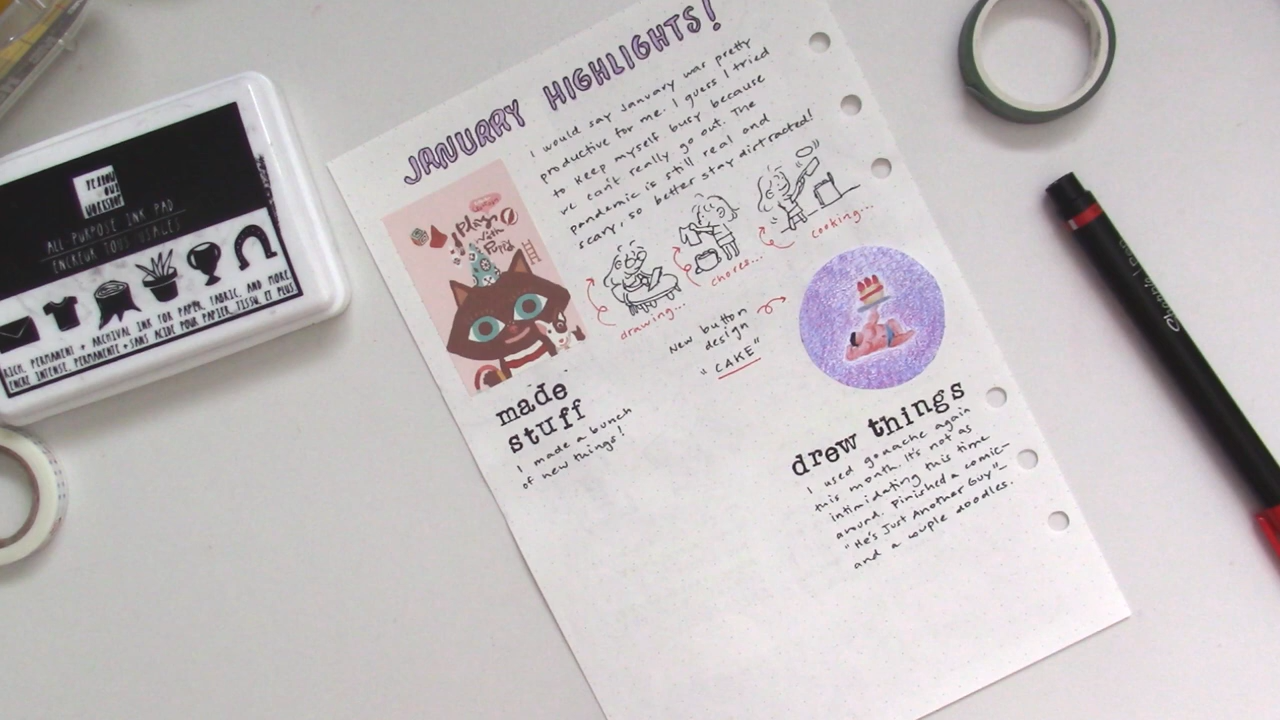 JANUARY HIGHLIGHTS!
I would say January was pretty
productive for me. I guess I tried
to keep myself busy because
we can't really go out. The
pandemic is still real and
scary, so better stay distracted!
Plays
with
drawing...
chores...
cooking...
New button
design
"CAKE"
made
stuff
I made a bunch
of new things!
drew things
I used gouache again
this month. It's not as
intimidating this time
around. Finished a comic—
"He's Just Another Guy"—
and a couple doodles.
YELLOW
OWL
WORKSHOP
ALL-PURPOSE INK PAD
ENCREUR TOUS USAGES
RICH, PERMANENT + ARCHIVAL INK FOR PAPER, FABRIC, AND MORE
ENCRE INTENSE, PERMANENTE + SANS ACIDE POUR PAPIER, TISSU, ET PLUS